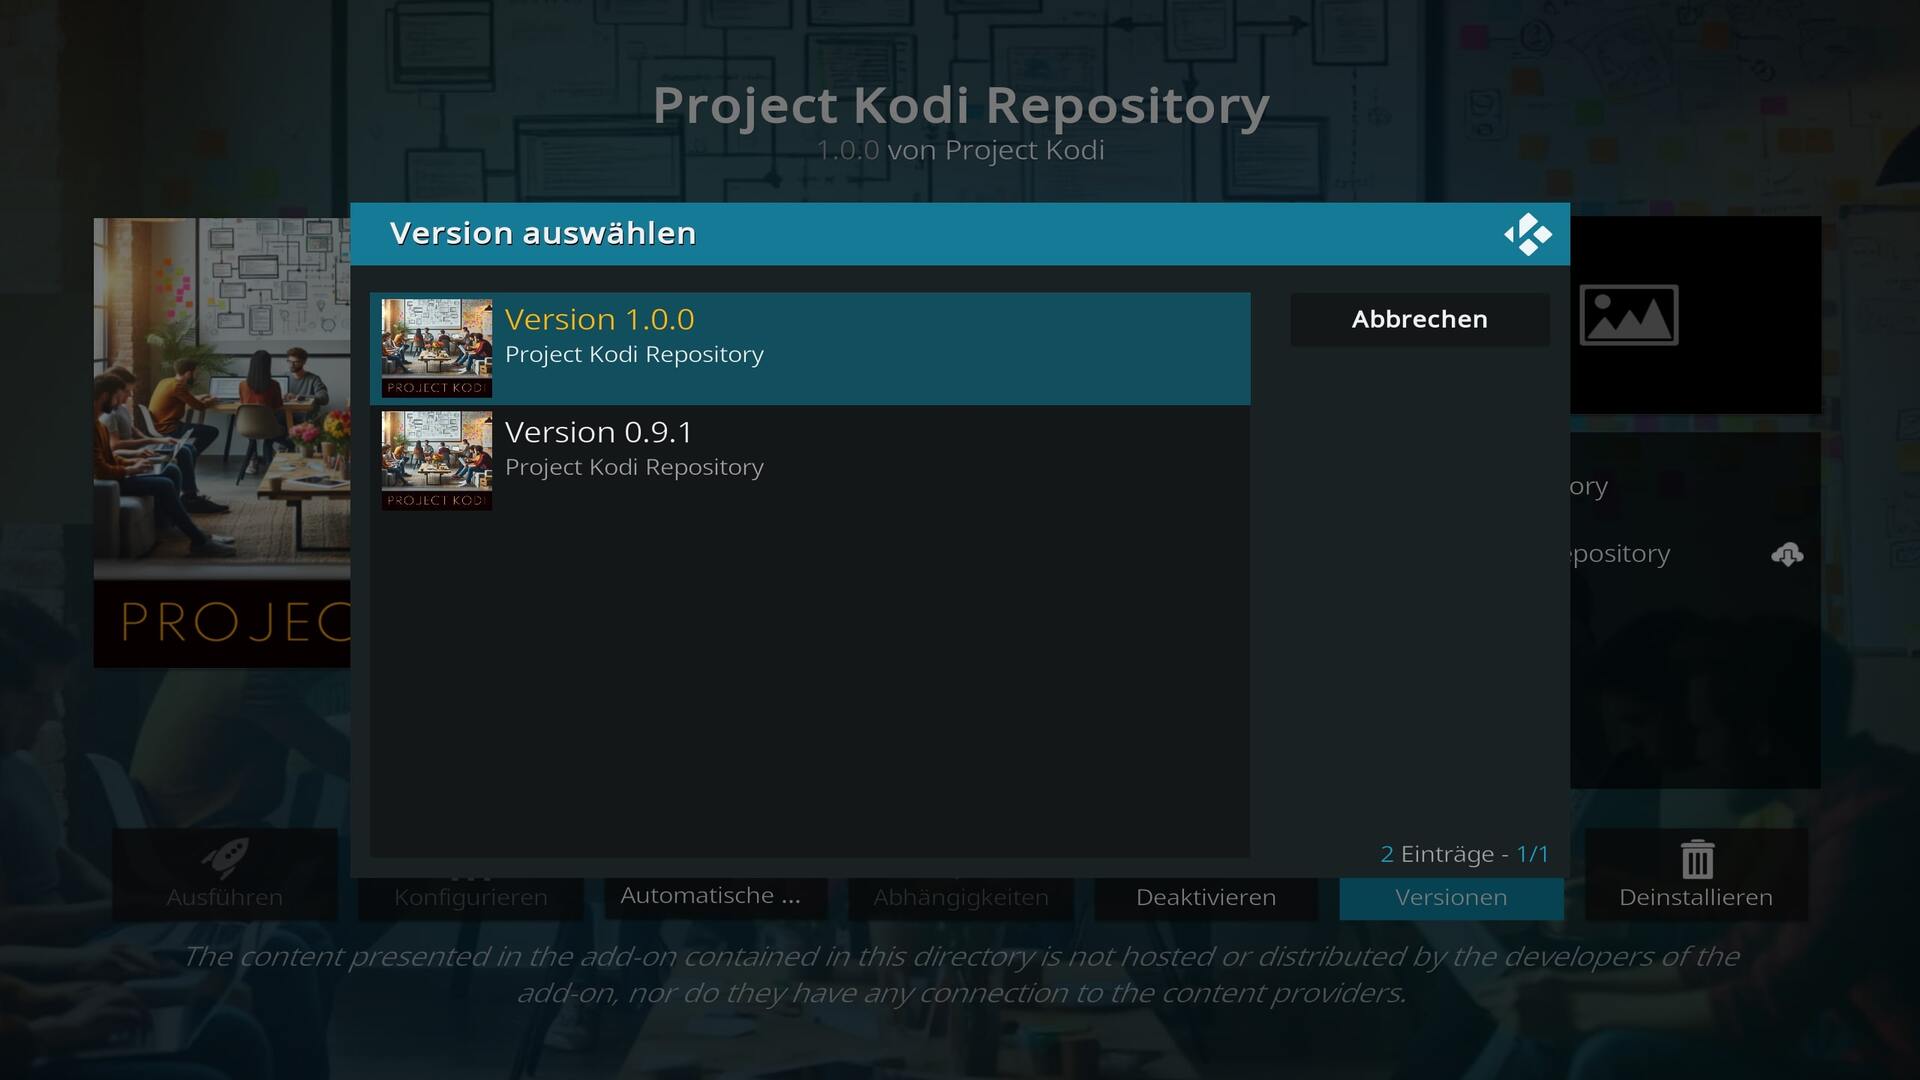 Project Kodi Repository
1.0.0 von Project Kodi
Version auswählen
Version 1.0.0
Project Kodi Repository
Abbrechen
PROJECT KODI
Version 0.9.1
Project Kodi Repository
PROJECT KODI
ory
epository
PROJEC
2 Einträge - 1/1
Ausführen
Konfigurieren
Automatische ...
Abhängigkeiten
Deaktivieren
Versionen
Deinstallieren
The content presented in the add-on contained in this directory is not hosted or distributed by the developers of the
add-on, nor do they have any connection to the content providers.